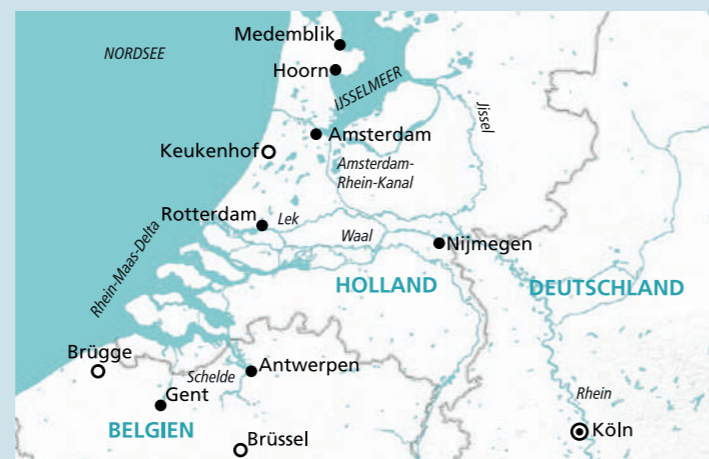 Medemblik
NORDSEE
Hoorn
IJSSELMEER
Jissel
Amsterdam
Keukenhof
Amsterdam-
Rhein-Kanal
Rotterdam
Lek
Waal
Nijmegen
Rhein-Maas-Delta
HOLLAND
DEUTSCHLAND
Brügge
Schelde
Antwerpen
Gent
Rhein
BELGIEN
Brüssel
Köln